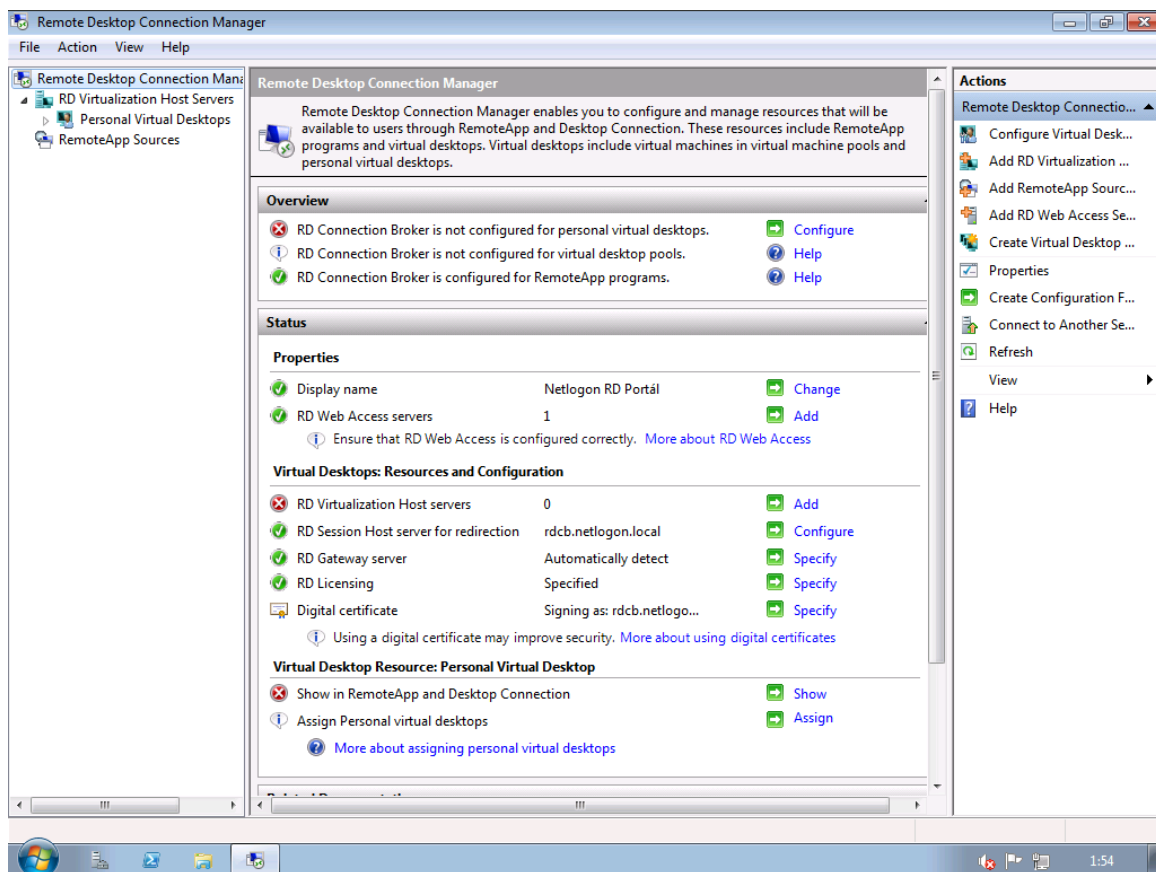 Remote Desktop Connection Manager
File Action View Help
Remote Desktop Connection Mana
RD Virtualization Host Servers
Personal Virtual Desktops
RemoteApp Sources
Remote Desktop Connection Manager
Remote Desktop Connection Manager enables you to configure and manage resources that will be
available to users through RemoteApp and Desktop Connection. These resources include RemoteApp
programs and virtual desktops. Virtual desktops include virtual machines in virtual machine pools and
personal virtual desktops.
Overview
RD Connection Broker is not configured for personal virtual desktops. Configure
RD Connection Broker is not configured for virtual desktop pools. Help
RD Connection Broker is configured for RemoteApp programs. Help
Status
Properties
Display name Netlogon RD Portál Change
RD Web Access servers 1 Add
Ensure that RD Web Access is configured correctly. More about RD Web Access
Virtual Desktops: Resources and Configuration
RD Virtualization Host servers 0 Add
RD Session Host server for redirection rdcb.netlogon.local Configure
RD Gateway server Automatically detect Specify
RD Licensing Specified Specify
Digital certificate Signing as: rdcb.netlogo... Specify
Using a digital certificate may improve security. More about using digital certificates
Virtual Desktop Resource: Personal Virtual Desktop
Show in RemoteApp and Desktop Connection Show
Assign Personal virtual desktops Assign
More about assigning personal virtual desktops
Actions
Remote Desktop Connectio...
Configure Virtual Desk...
Add RD Virtualization ...
Add RemoteApp Sourc...
Add RD Web Access Se...
Create Virtual Desktop ...
Properties
Create Configuration F...
Connect to Another Se...
Refresh
View
Help
1:54